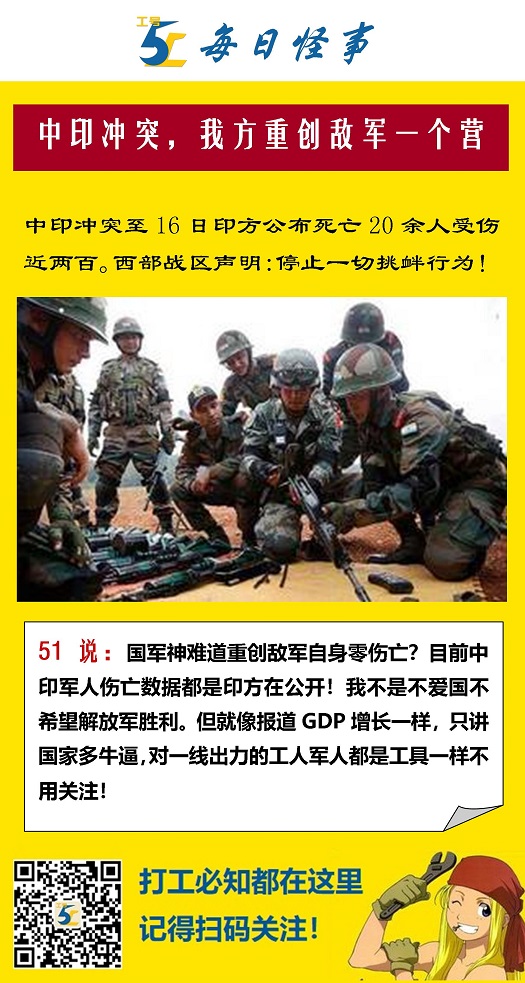 工号
51 每日怪事
中印冲突，我方重创敌军一个营
中印冲突至 16 日印方公布死亡 20 余人受伤
近两百。西部战区声明：停止一切挑衅行为！
51 说：国军神难道重创敌军自身零伤亡？目前中
印军人伤亡数据都是印方在公开！我不是不爱国不
希望解放军胜利。但就像报道 GDP 增长一样，只讲
国家多牛逼，对一线出力的工人军人都是工具一样不
用关注！
打工必知都在这里
记得扫码关注！